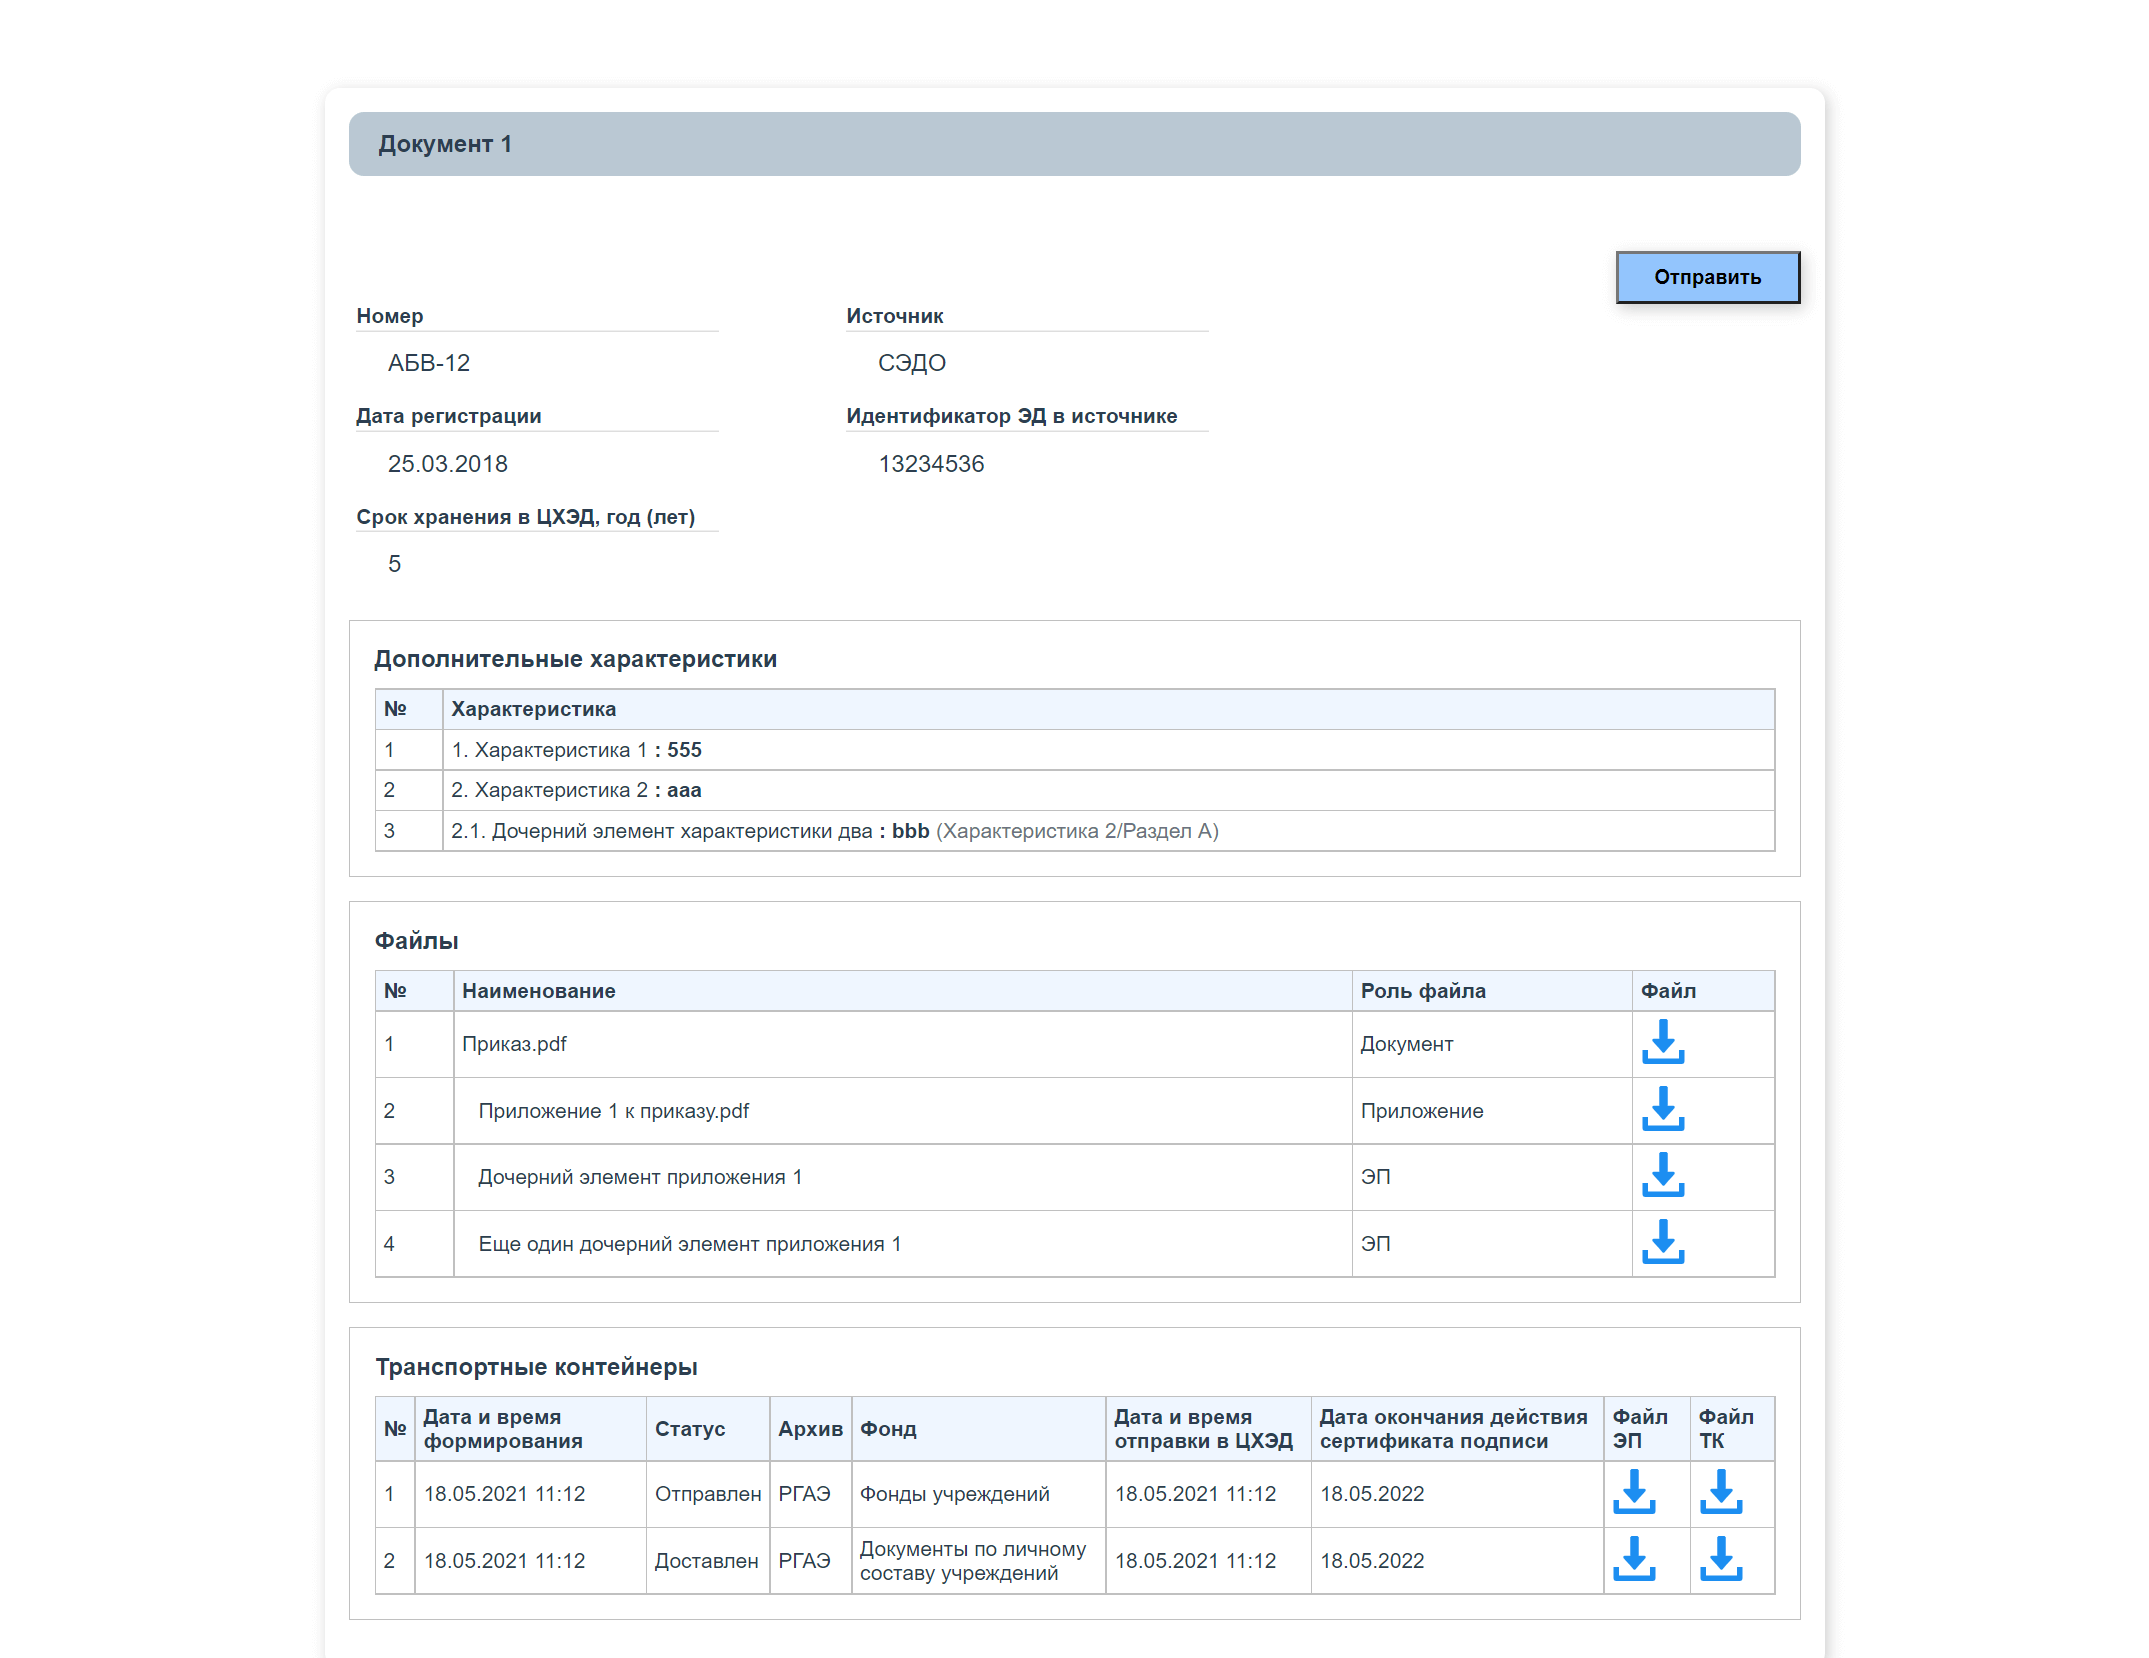 Документ 1
Отправить
Номер
Источник
АБВ-12
СЭДО
Дата регистрации
Идентификатор ЭД в источнике
25.03.2018
13234536
Срок хранения в ЦХЭД, год (лет)
5
Дополнительные характеристики
№ Характеристика
1 1. Характеристика 1 : 555
2 2. Характеристика 2 : ааа
3 2.1. Дочерний элемент характеристики два : bbb (Характеристика 2/Раздел А)
Файлы
№ Наименование Роль файла Файл
1 Приказ.pdf Документ
2 Приложение 1 к приказу.pdf Приложение
3 Дочерний элемент приложения 1 ЭП
4 Еще один дочерний элемент приложения 1 ЭП
Транспортные контейнеры
№ Дата и время формирования Статус Архив Фонд Дата и время отправки в ЦХЭД Дата окончания действия сертификата подписи Файл ЭП Файл ТК
1 18.05.2021 11:12 Отправлен РГАЭ Фонды учреждений 18.05.2021 11:12 18.05.2022
2 18.05.2021 11:12 Доставлен РГАЭ Документы по личному составу учреждений 18.05.2021 11:12 18.05.2022